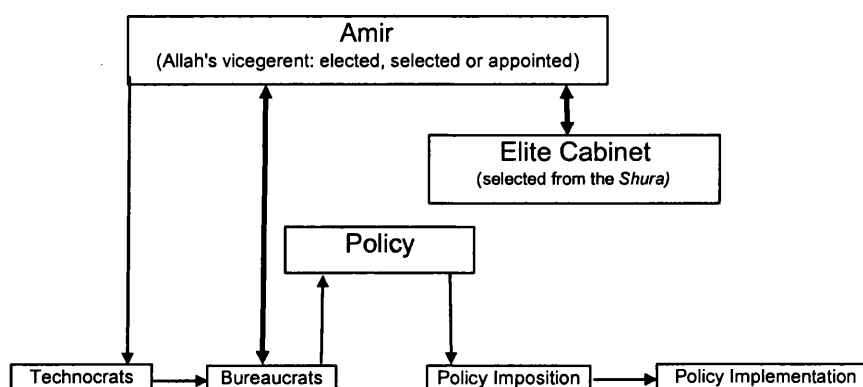 Amir
(Allah's vicegerent: elected, selected or appointed)
Elite Cabinet
(selected from the Shura)
Policy
Technocrats
Bureaucrats
Policy Imposition
Policy Implementation